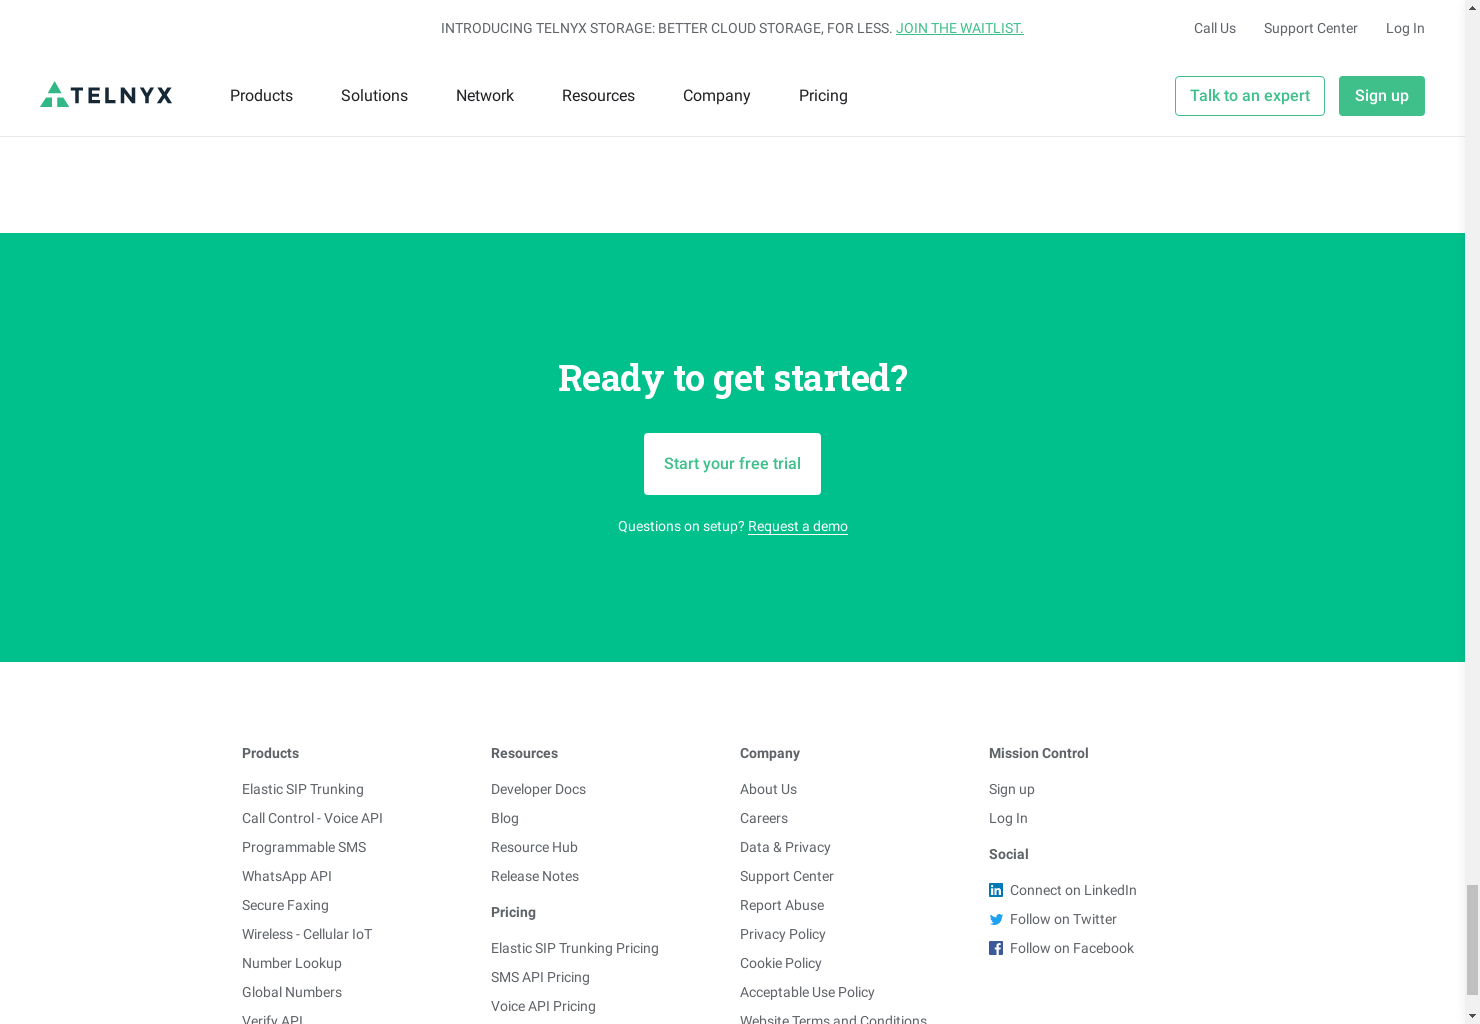 INTRODUCING TELNYX STORAGE: BETTER CLOUD STORAGE, FOR LESS. JOIN THE WAITLIST.
Call Us
Support Center
Log In
TELNYX
Products
Solutions
Network
Resources
Company
Pricing
Talk to an expert
Sign up
Ready to get started?
Start your free trial
Questions on setup? Request a demo
Products
Elastic SIP Trunking
Call Control - Voice API
Programmable SMS
WhatsApp API
Secure Faxing
Wireless - Cellular IoT
Number Lookup
Global Numbers
Verify API
Resources
Developer Docs
Blog
Resource Hub
Release Notes
Pricing
Elastic SIP Trunking Pricing
SMS API Pricing
Voice API Pricing
Company
About Us
Careers
Data & Privacy
Support Center
Report Abuse
Privacy Policy
Cookie Policy
Acceptable Use Policy
Website Terms and Conditions
Mission Control
Sign up
Log In
Social
Connect on LinkedIn
Follow on Twitter
Follow on Facebook